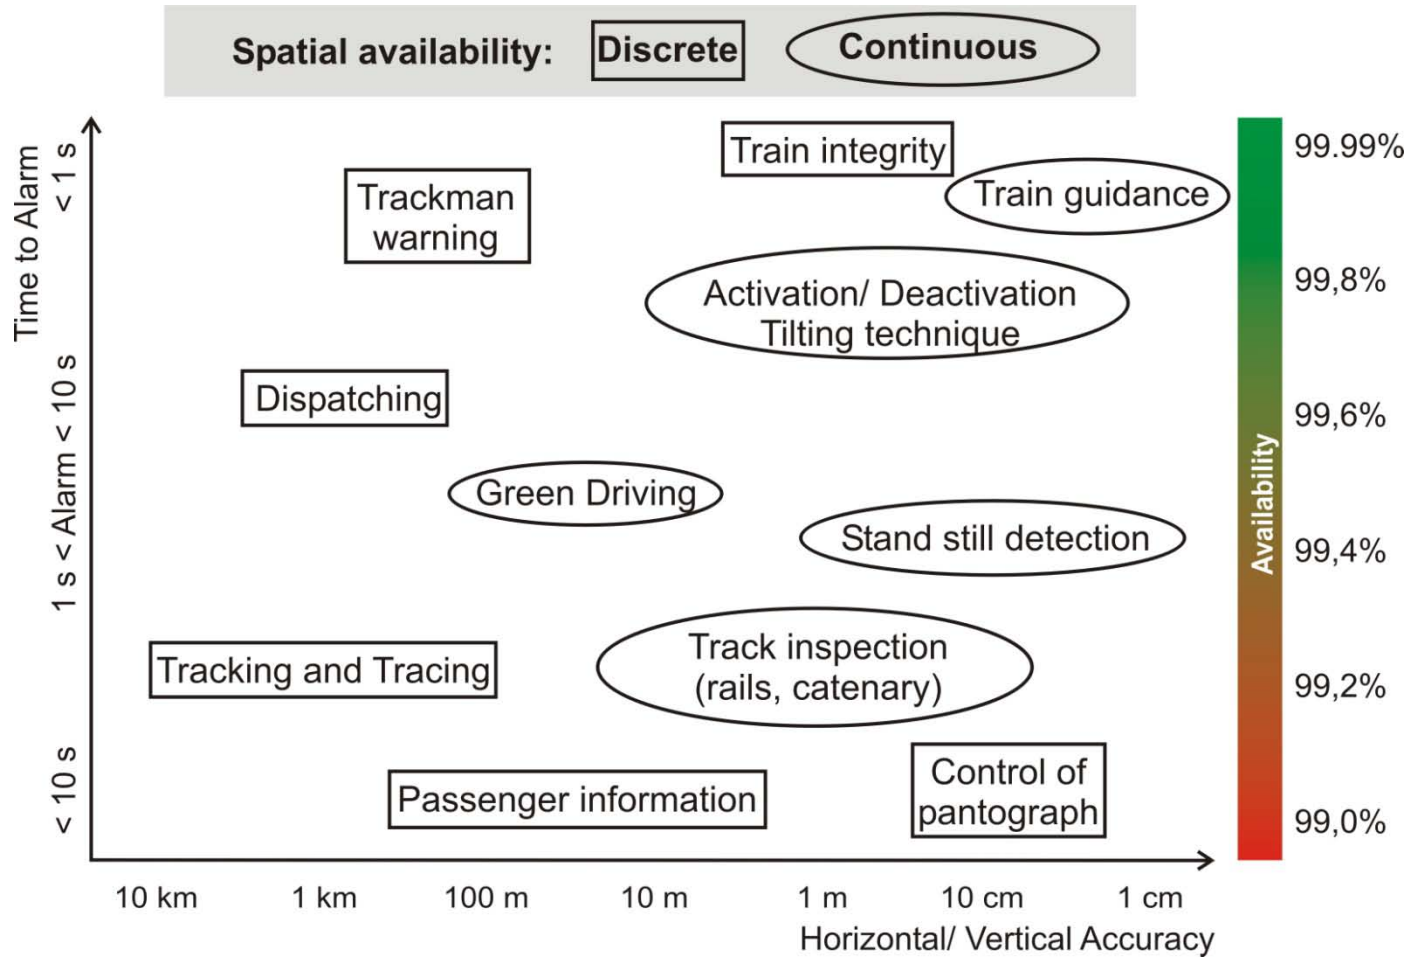 Spatial availability: Discrete Continuous
Time to Alarm
< 1 s
1 s < Alarm < 10 s
< 10 s
Train integrity
Trackman
warning
Train guidance
Activation/ Deactivation
Tilting technique
Dispatching
Green Driving
Stand still detection
Tracking and Tracing
Track inspection
(rails, catenary)
Passenger information
Control of
pantograph
10 km 1 km 100 m 10 m 1 m 10 cm 1 cm
Horizontal/ Vertical Accuracy
Availability
99.99%
99,8%
99,6%
99,4%
99,2%
99,0%